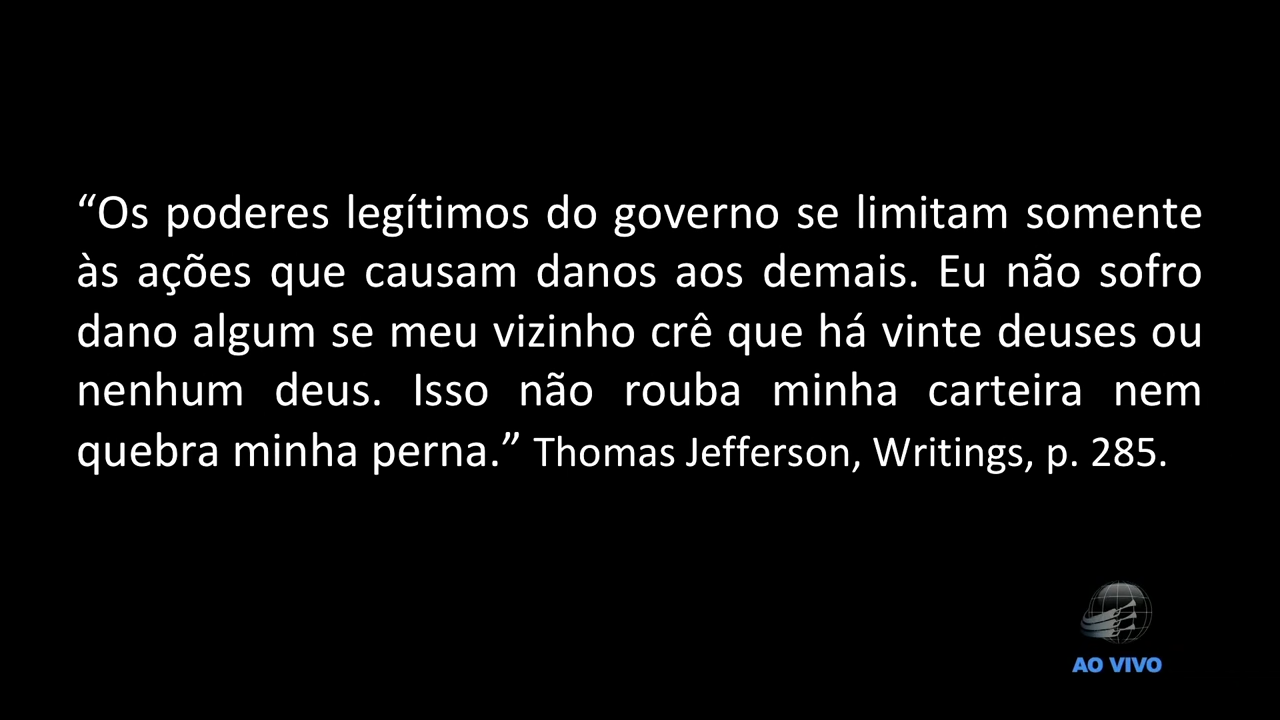 “Os poderes legítimos do governo se limitam somente
às ações que causam danos aos demais. Eu não sofro
dano algum se meu vizinho crê que há vinte deuses ou
nenhum deus. Isso não rouba minha carteira nem
quebra minha perna.” Thomas Jefferson, Writings, p. 285.
AO VIVO